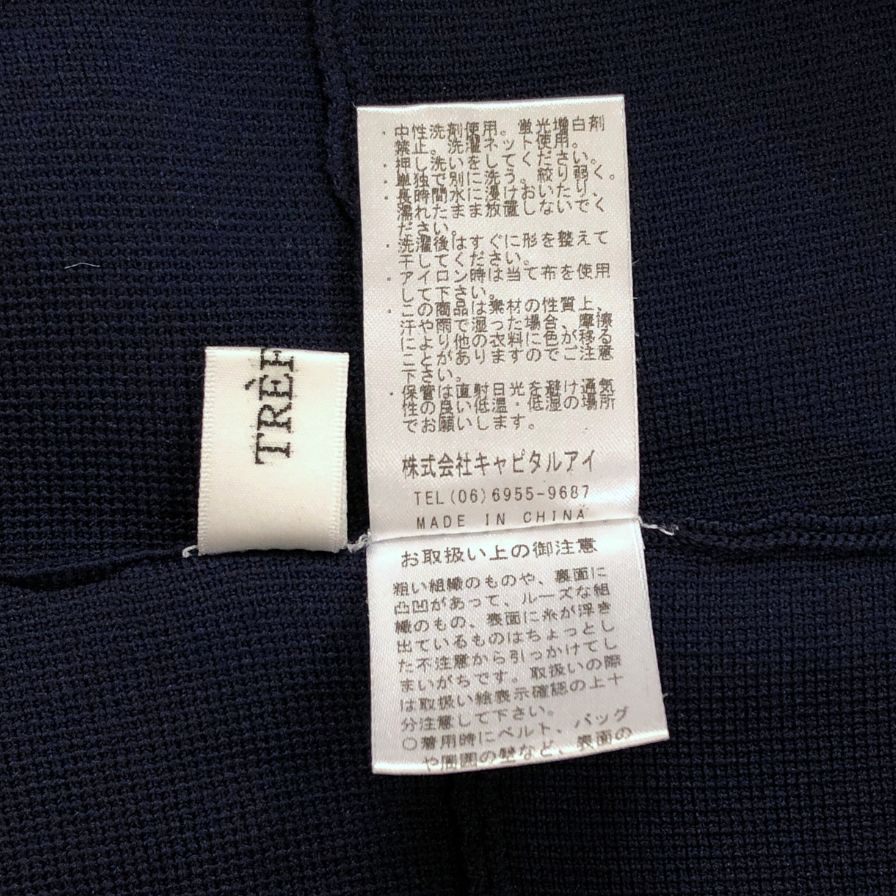 ・中性洗剤使用。蛍光増白剤
禁止。洗濯ネット使用。
・押し洗いをしてください。
・単独で別に洗う。絞り弱く。
・長時間水に浸けおいたり、
濡れたまま放置しないでく
ださい。
・洗濯後はすぐに形を整えて
干してください。
・アイロン時は当て布を使用
して下さい。
・この商品は素材の性質上、
汗や雨で湿った場合、摩擦
により他の衣料に色が移る
ことがありますのでご注意
下さい。
・保管は直射日光を避け通気
性の良い低温・低湿の場所
でお願いします。
株式会社キャピタルアイ
TEL(06)6955-9687
MADE IN CHINA
TRÈF
お取扱い上の御注意
粗い組織のものや、裏面に
凸凹があって、ルーズな組
織のもの、表面に糸が浮き
出ているものはちょっとし
た不注意から引っかけてし
まいがちです。取扱いの際
は取扱い絵表示確認の上十
分注意して下さい。
○着用時にベルト、バッグ
や周囲の壁など、表面の